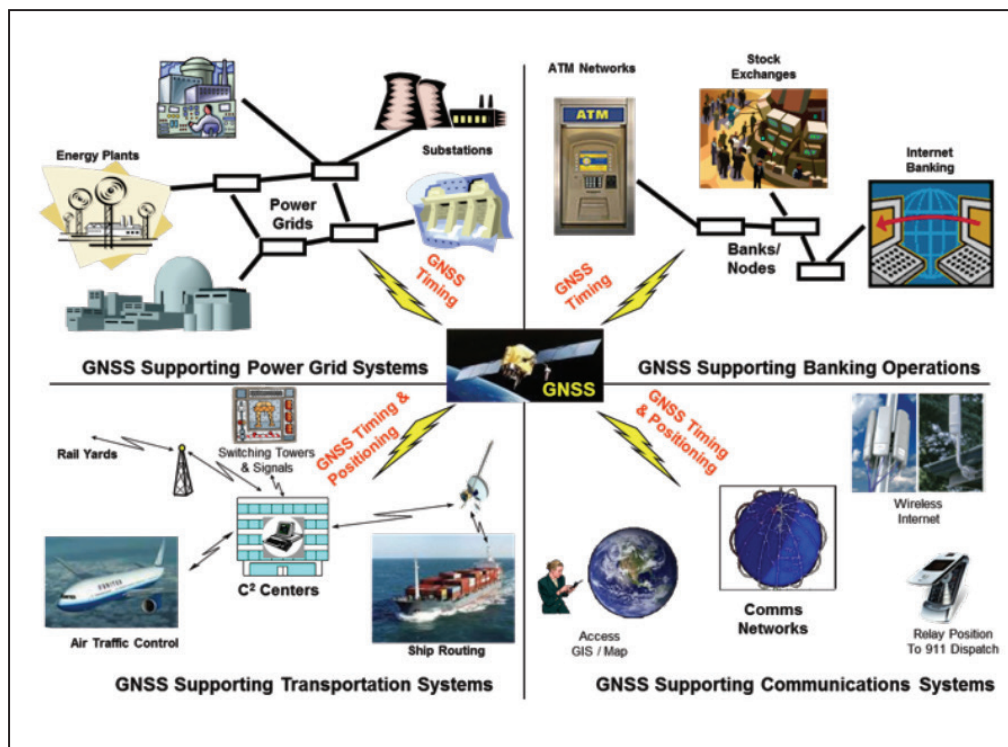 Energy Plants
Substations
Power
Grids
GNSS
Timing
GNSS Supporting Power Grid Systems
ATM Networks
ATM
Stock
Exchanges
Internet
Banking
Banks/
Nodes
GNSS
Timing
GNSS Supporting Banking Operations
GNSS
Rail Yards
Switching Towers
& Signals
GNSS Timing &
Positioning
C² Centers
Air Traffic Control
Ship Routing
GNSS Supporting Transportation Systems
GNSS Timing
& Positioning
Wireless
Internet
Comms
Networks
Access
GIS / Map
Relay Position
To 911 Dispatch
GNSS Supporting Communications Systems